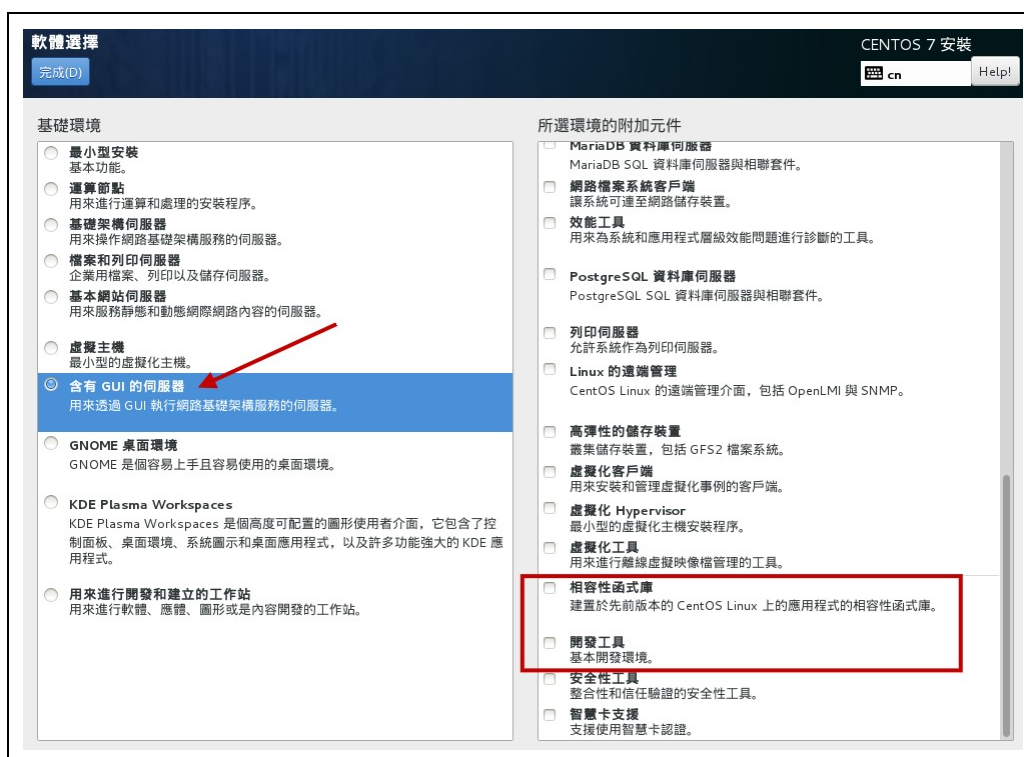 軟體選擇
CENTOS 7 安裝
完成(D)
cn
Help!
基礎環境
最小型安裝
基本功能。
運算節點
用來進行運算和處理的安裝程序。
基礎架構伺服器
用來操作網路基礎架構服務的伺服器。
檔案和列印伺服器
企業用檔案、列印以及儲存伺服器。
基本網站伺服器
用來服務靜態和動態網際網路內容的伺服器。
虛擬主機
最小型的虛擬化主機。
含有 GUI 的伺服器
用來透過 GUI 執行網路基礎架構服務的伺服器。
GNOME 桌面環境
GNOME 是個容易上手且容易使用的桌面環境。
KDE Plasma Workspaces
KDE Plasma Workspaces 是個高度可配置的圖形使用者介面，它包含了控
制面板、桌面環境、系統圖示和桌面應用程式，以及許多功能強大的 KDE 應
用程式。
用來進行開發和建立的工作站
用來進行軟體、應體、圖形或是內容開發的工作站。
所選環境的附加元件
MariaDB 資料庫伺服器
MariaDB SQL 資料庫伺服器與相聯套件。
網路檔案系統客戶端
讓系統可連至網路儲存裝置。
效能工具
用來為系統和應用程式層級效能問題進行診斷的工具。
PostgreSQL 資料庫伺服器
PostgreSQL SQL 資料庫伺服器與相聯套件。
列印伺服器
允許系統作為列印伺服器。
Linux 的遠端管理
CentOS Linux 的遠端管理介面，包括 OpenLMI 與 SNMP。
高彈性的儲存裝置
叢集儲存裝置，包括 GFS2 檔案系統。
虛擬化客戶端
用來安裝和管理虛擬化事例的客戶端。
虛擬化 Hypervisor
最小型的虛擬化主機安裝程序。
虛擬化工具
用來進行離線虛擬映像檔管理的工具。
相容性函式庫
建置於先前版本的 CentOS Linux 上的應用程式的相容性函式庫。
開發工具
基本開發環境。
安全性工具
整合性和信任驗證的安全性工具。
智慧卡支援
支援使用智慧卡認證。